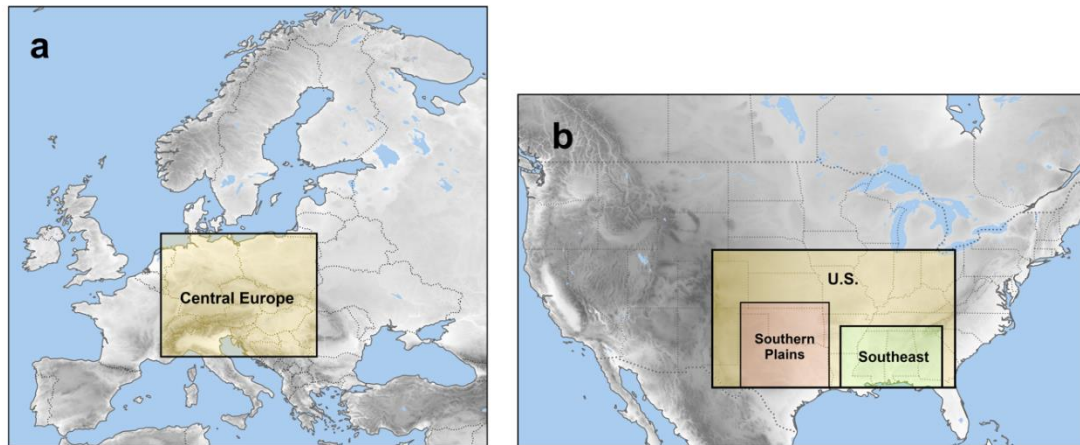 a
Central Europe
b
U.S.
Southern
Plains
Southeast